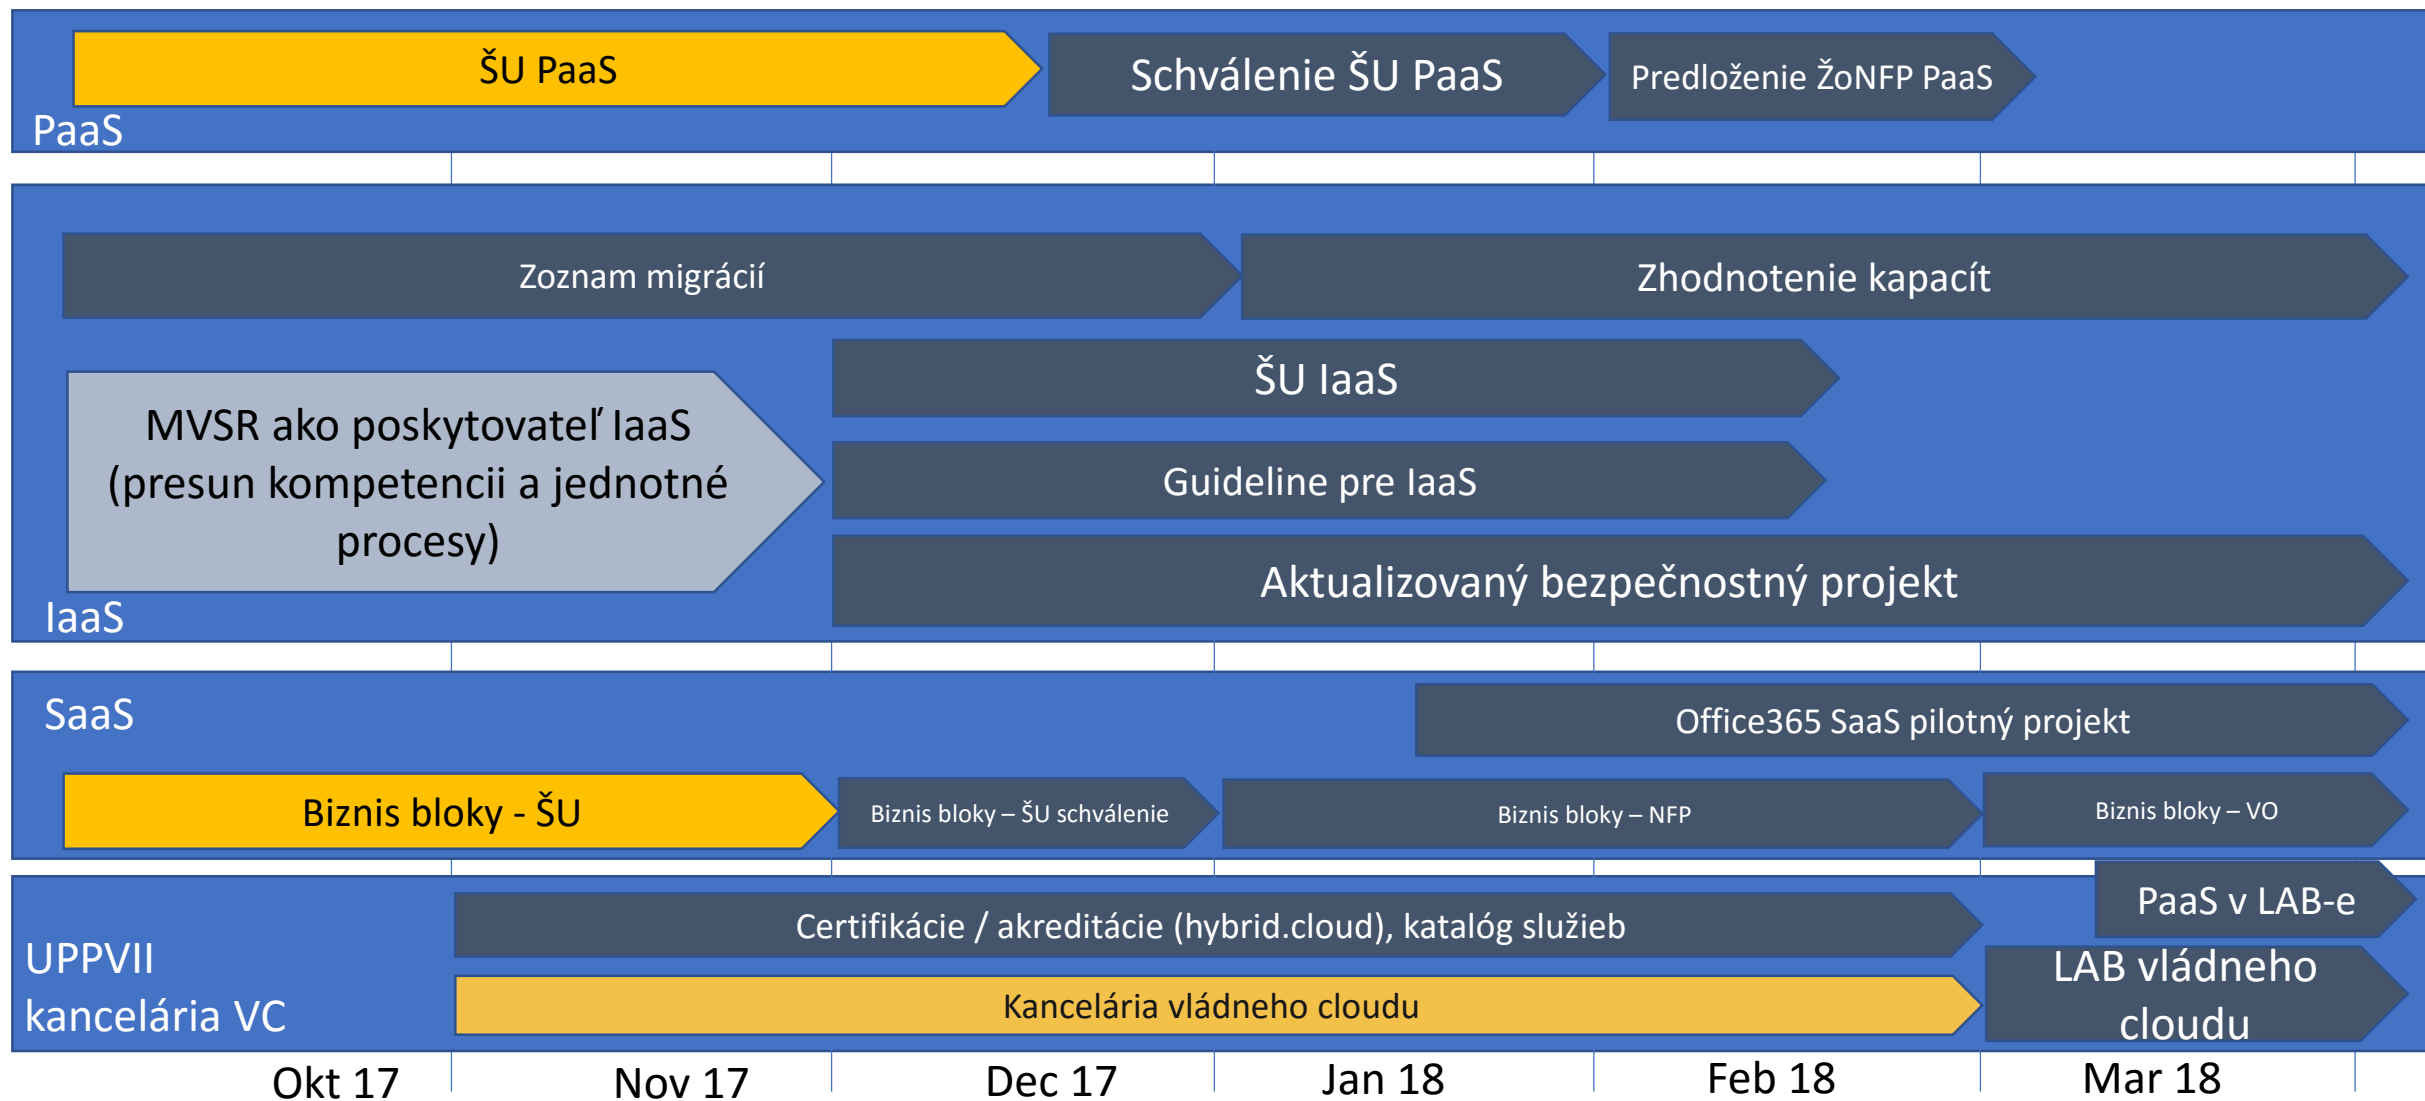 ŠU PaaS
Schválenie ŠU PaaS
Predloženie ŽoNFP PaaS
PaaS
Zoznam migrácií
Zhodnotenie kapacít
ŠU IaaS
MVSR ako poskytovateľ IaaS
(presun kompetencii a jednotné
procesy)
Guideline pre IaaS
Aktualizovaný bezpečnostný projekt
IaaS
SaaS
Office365 SaaS pilotný projekt
Biznis bloky - ŠU
Biznis bloky – ŠU schválenie
Biznis bloky – NFP
Biznis bloky – VO
PaaS v LAB-e
Certifikácie / akreditácie (hybrid.cloud), katalóg služieb
UPPVII
kancelária VC
Kancelária vládneho cloudu
LAB vládneho
cloudu
Okt 17
Nov 17
Dec 17
Jan 18
Feb 18
Mar 18